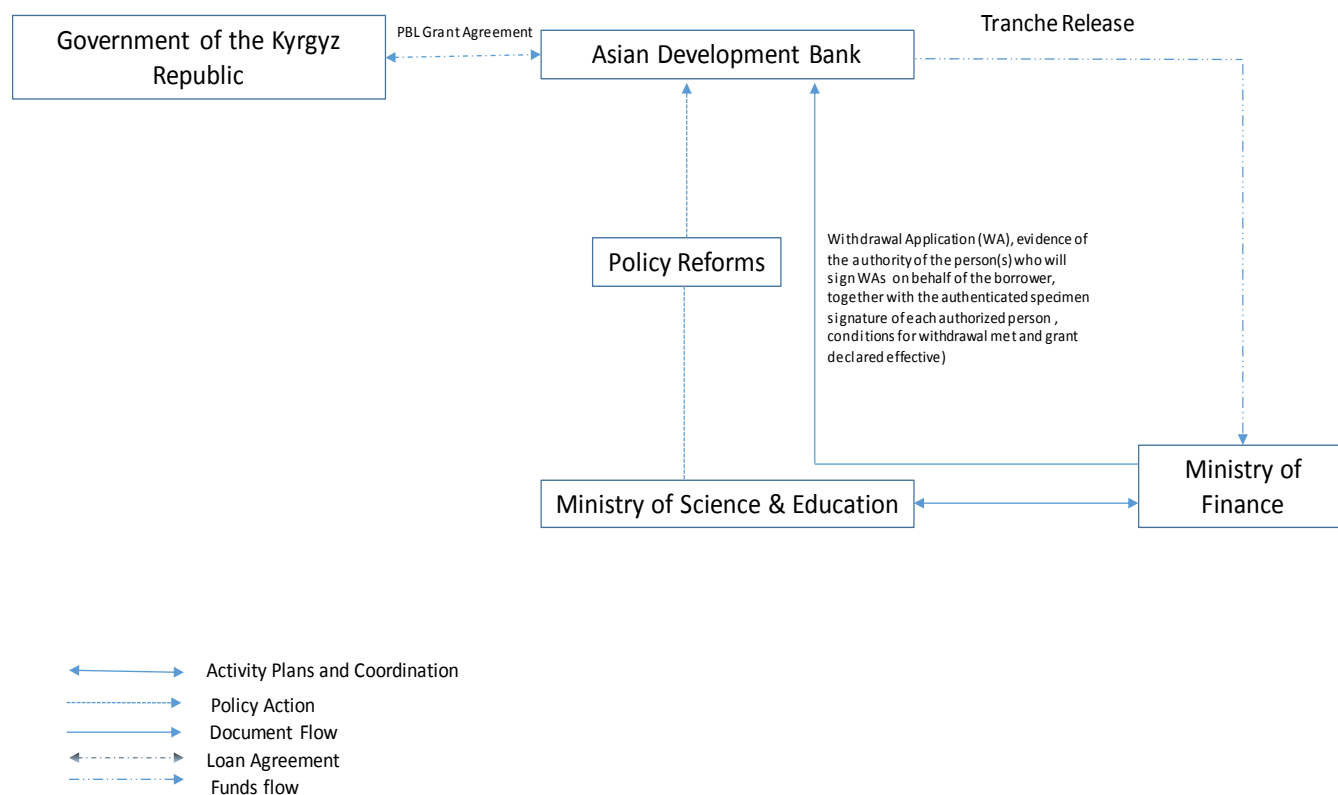 Government of the Kyrgyz
Republic
PBL Grant Agreement
Asian Development Bank
Tranche Release
Policy Reforms
Withdrawal Application (WA), evidence of
the authority of the person(s) who will
sign WAs on behalf of the borrower,
together with the authenticated specimen
signature of each authorized person ,
conditions for withdrawal met and grant
declared effective)
Ministry of Science & Education
Ministry of
Finance
Activity Plans and Coordination
Policy Action
Document Flow
Loan Agreement
Funds flow